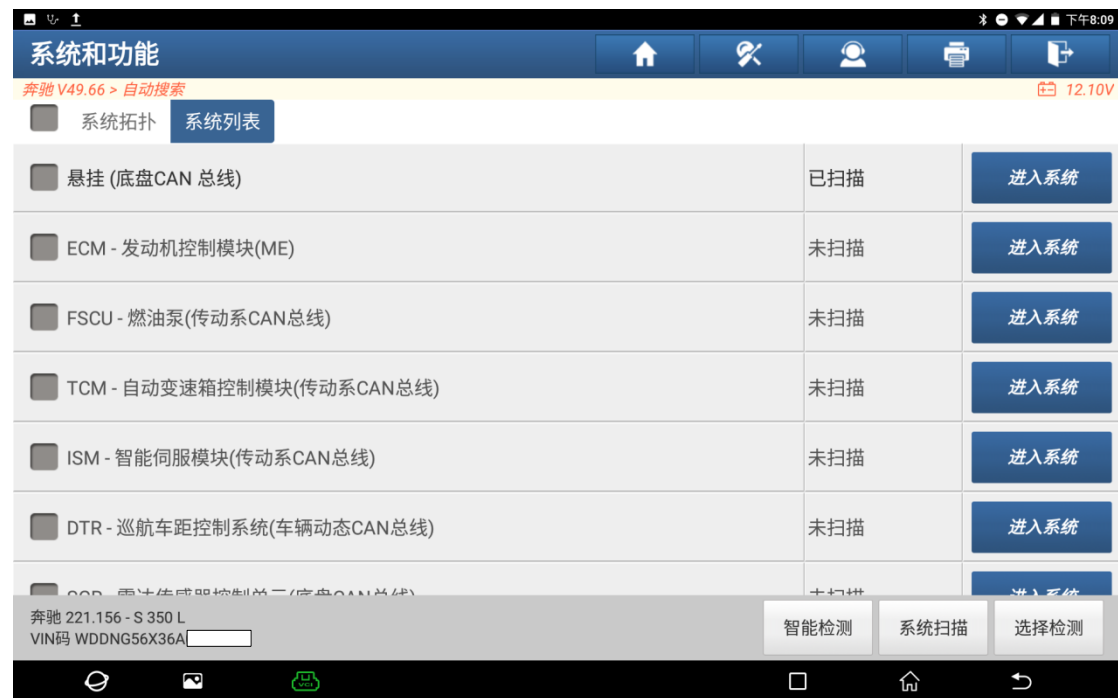 下午8:09
系统和功能
奔驰 V49.66 > 自动搜索
12.10V
系统拓扑 系统列表
悬挂 (底盘CAN 总线) 已扫描 进入系统
ECM - 发动机控制模块(ME) 未扫描 进入系统
FSCU - 燃油泵(传动系CAN总线) 未扫描 进入系统
TCM - 自动变速箱控制模块(传动系CAN总线) 未扫描 进入系统
ISM - 智能伺服模块(传动系CAN总线) 未扫描 进入系统
DTR - 巡航车距控制系统(车辆动态CAN总线) 未扫描 进入系统
奔驰 221.156 - S 350 L
VIN码 WDDNG56X36A
智能检测 系统扫描 选择检测
VCI